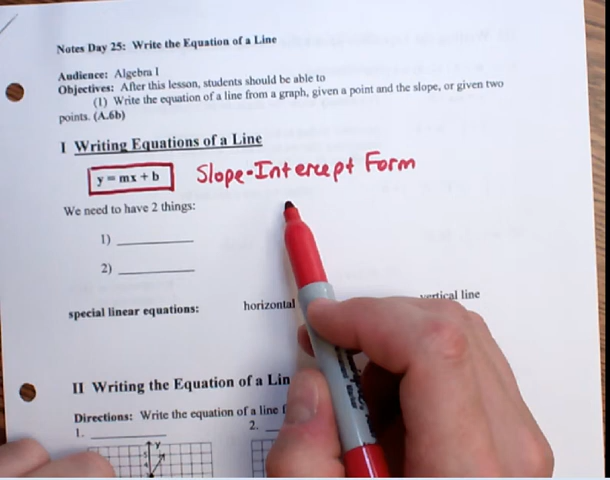 Notes Day 25: Write the Equation of a Line
Audience: Algebra I
Objectives: After this lesson, students should be able to
(1) Write the equation of a line from a graph, given a point and the slope, or given two
points. (A.6b)
I Writing Equations of a Line
y = mx + b Slope-Intercept Form
We need to have 2 things:
1) ________
2) ________
special linear equations: horizontal vertical line
II Writing the Equation of a Lin
Directions: Write the equation of a line f
1. ________ 2.
y